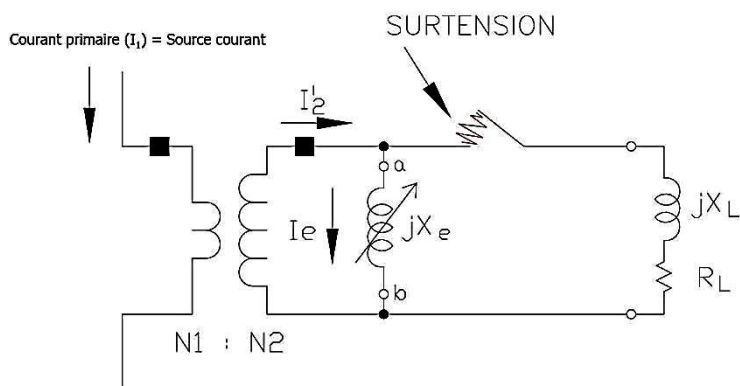 SURTENSION
Courant primaire (I₁) = Source courant
I'2
a
Ie
jXe
jXL
RL
b
N1 : N2